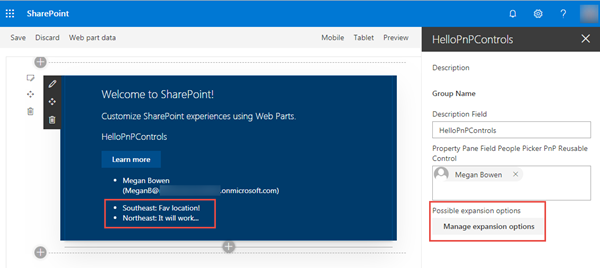 SharePoint
?
Save Discard Web part data Mobile Tablet Preview
Welcome to SharePoint!
Customize SharePoint experiences using Web Parts.
HelloPnPControls
Learn more
Megan Bowen
(MeganB@ .onmicrosoft.com)
Southeast: Fav location!
Northeast: It will work...
HelloPnPControls
Description
Group Name
Description Field
HelloPnPControls
Property Pane Field People Picker PnP Reusable
Control
Megan Bowen
Possible expansion options
Manage expansion options